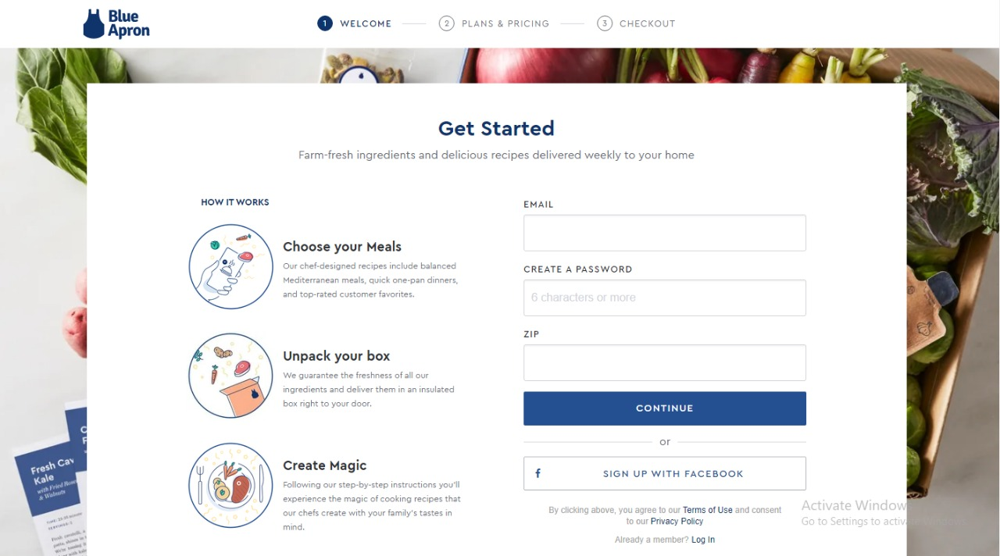 Blue
Apron
1 WELCOME 2 PLANS & PRICING 3 CHECKOUT
Get Started
Farm-fresh ingredients and delicious recipes delivered weekly to your home
HOW IT WORKS
Choose your Meals
Our chef-designed recipes include balanced
Mediterranean meals, quick one-pan dinners,
and top-rated customer favorites.
Unpack your box
We guarantee the freshness of all our
ingredients and deliver them in an insulated
box right to your door.
Create Magic
Following our step-by-step instructions you'll
experience the magic of cooking recipes that
our chefs create with your family's tastes in
mind.
EMAIL
CREATE A PASSWORD
6 characters or more
ZIP
CONTINUE
or
f SIGN UP WITH FACEBOOK
By clicking above, you agree to our Terms of Use and consent
to our Privacy Policy
Already a member? Log In
Activate Window
Go to Settings to activate Windows.
Fresh Cav
Kale
with Fried Rosem
& Walnuts